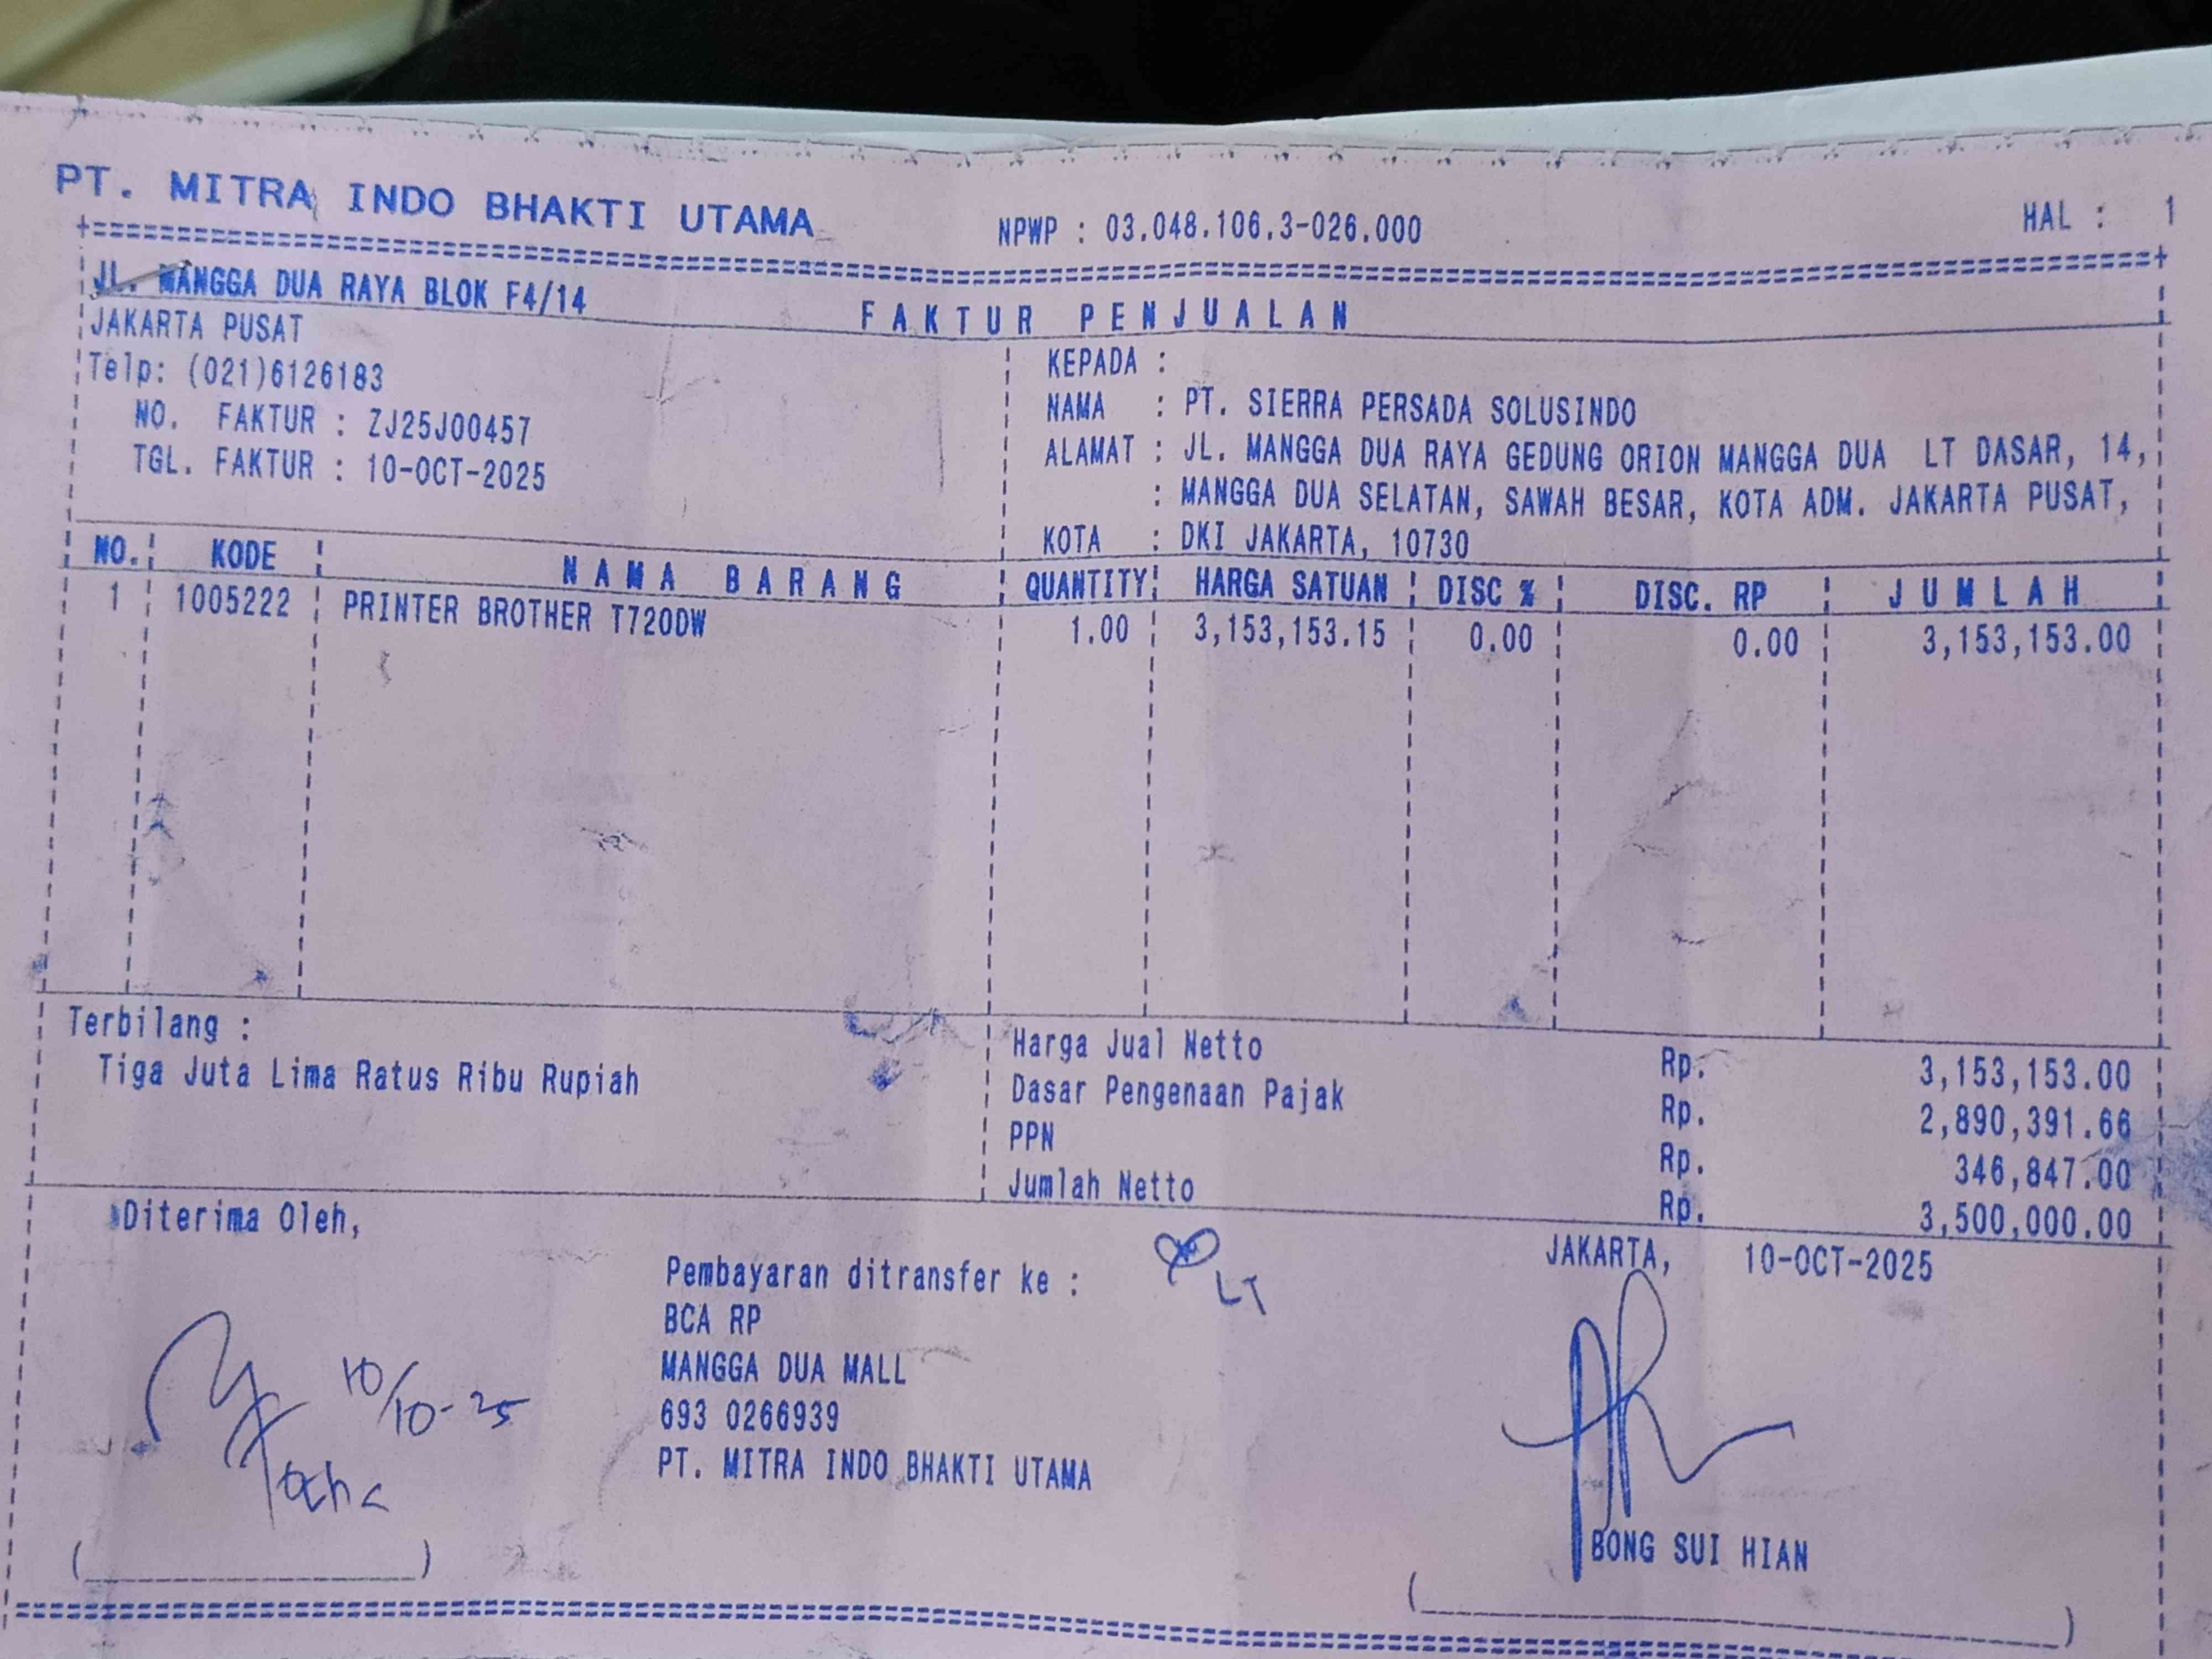 PT. MITRA INDO BHAKTI UTAMA
NPWP : 03.048.106.3-026.000
HAL : 1
JL. MANGGA DUA RAYA BLOK F4/14
JAKARTA PUSAT
Telp: (021)6126183
NO. FAKTUR : ZJ25J00457
TGL. FAKTUR : 10-OCT-2025
FAKTUR PENJUALAN
KEPADA :
NAMA : PT. SIERRA PERSADA SOLUSINDO
ALAMAT : JL. MANGGA DUA RAYA GEDUNG ORION MANGGA DUA LT DASAR, 14,
: MANGGA DUA SELATAN, SAWAH BESAR, KOTA ADM. JAKARTA PUSAT,
KOTA : DKI JAKARTA, 10730
NO. KODE NAMA BARANG QUANTITY HARGA SATUAN DISC % DISC. RP JUMLAH
1 1005222 PRINTER BROTHER T720DW 1.00 3,153,153.15 0.00 0.00 3,153,153.00
Terbilang :
Tiga Juta Lima Ratus Ribu Rupiah
Harga Jual Netto Rp. 3,153,153.00
Dasar Pengenaan Pajak Rp. 2,890,391.66
PPN Rp. 346,847.00
Jumlah Netto Rp. 3,500,000.00
Diterima Oleh,
10/10-25
Pembayaran ditransfer ke :
BCA RP
MANGGA DUA MALL
693 0266939
PT. MITRA INDO BHAKTI UTAMA
LT
JAKARTA, 10-OCT-2025
BONG SUI HIAN